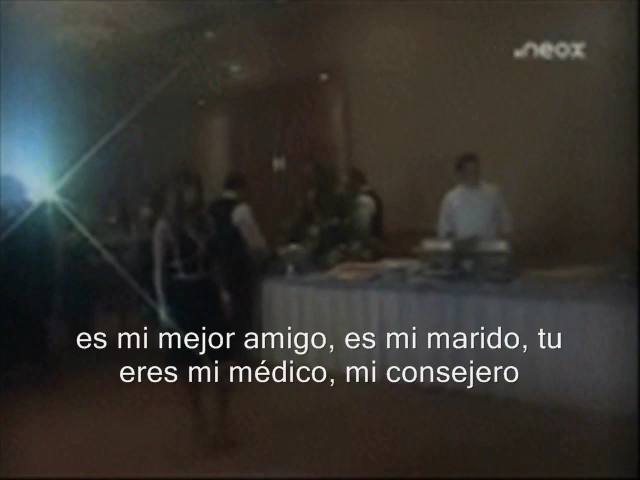 neox
es mi mejor amigo, es mi marido, tu
eres mi médico, mi consejero